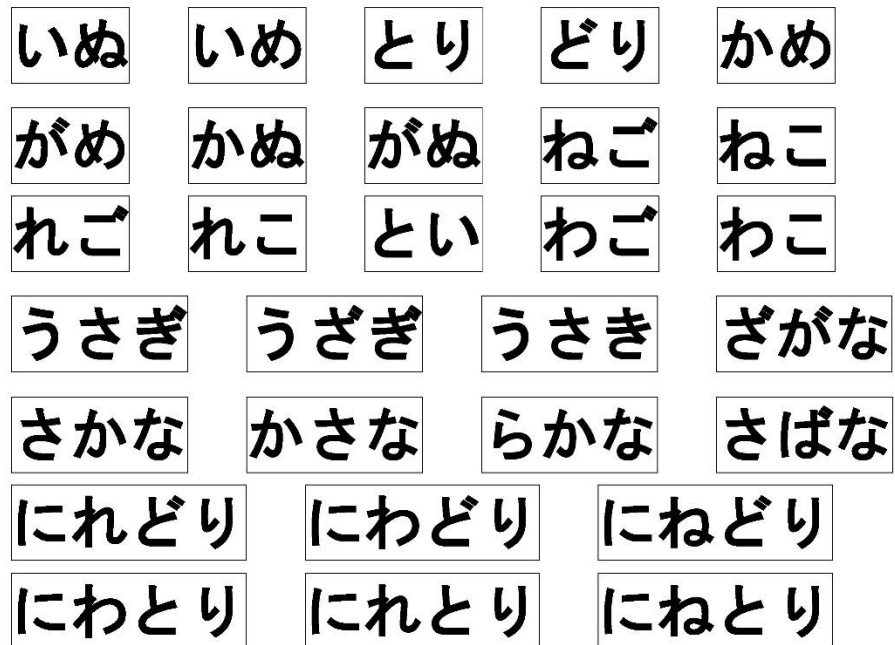 いぬ いめ とり どり かめ
がめ かぬ がぬ ねご ねこ
れご れこ とい わご わこ
うさぎ うざぎ うさき ざがな
さかな かさな らかな さばな
にれどり にわどり にねどり
にわとり にれとり にねとり